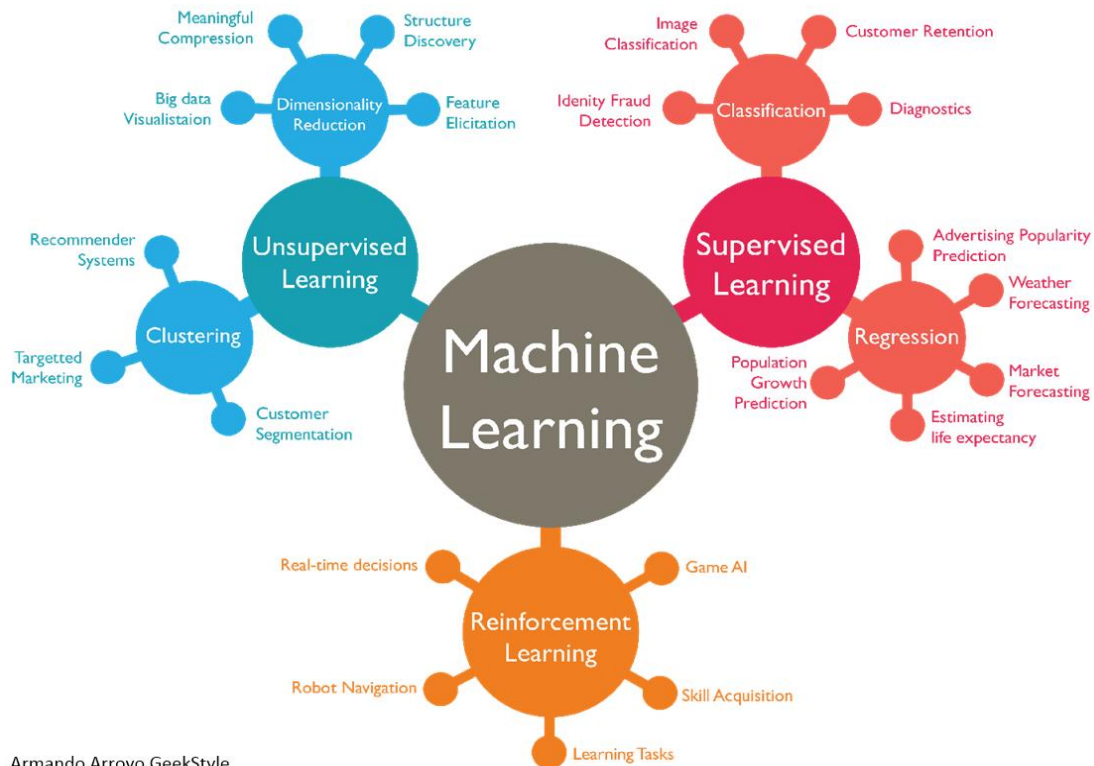 Meaningful
Compression
Structure
Discovery
Big data
Visualistaion
Dimensionality
Reduction
Feature
Elicitation
Image
Classification
Customer Retention
Idenity Fraud
Detection
Classification
Diagnostics
Unsupervised
Learning
Recommender
Systems
Clustering
Targetted
Marketing
Customer
Segmentation
Supervised
Learning
Advertising Popularity
Prediction
Weather
Forecasting
Regression
Population
Growth
Prediction
Market
Forecasting
Estimating
life expectancy
Machine
Learning
Real-time decisions
Game AI
Reinforcement
Learning
Robot Navigation
Skill Acquisition
Learning Tasks
Armando Arroyo GeekStyle